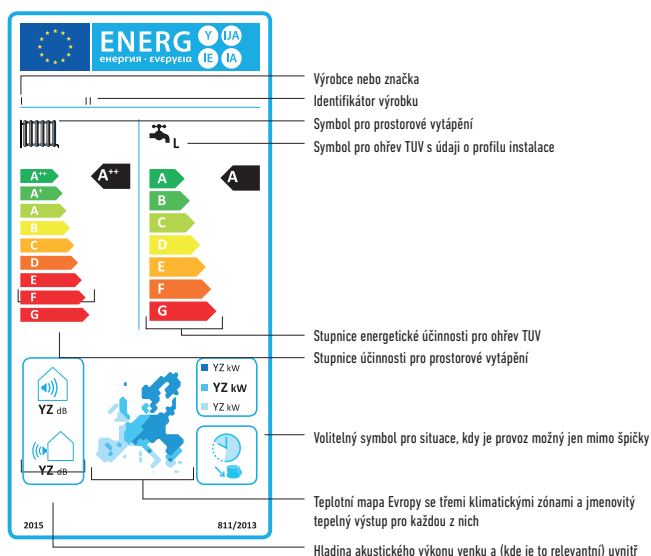 ENERG
енергия · ενεργεια
Y IJA
IE IA
I II
Výrobce nebo značka
Identifikátor výrobku
Symbol pro prostorové vytápění
Symbol pro ohřev TUV s údaji o profilu instalace
L
A++
A+
A
B
C
D
E
F
G
A++
A
B
C
D
E
F
G
A
Stupnice energetické účinnosti pro ohřev TUV
Stupnice účinnosti pro prostorové vytápění
YZ dB
YZ dB
YZ kW
YZ kW
YZ kW
Volitelný symbol pro situace, kdy je provoz možný jen mimo špičky
Teplotní mapa Evropy se třemi klimatickými zónami a jmenovitý
tepelný výstup pro každou z nich
2015
811/2013
Hladina akustického výkonu venku a (kde je to relevantní) uvnitř